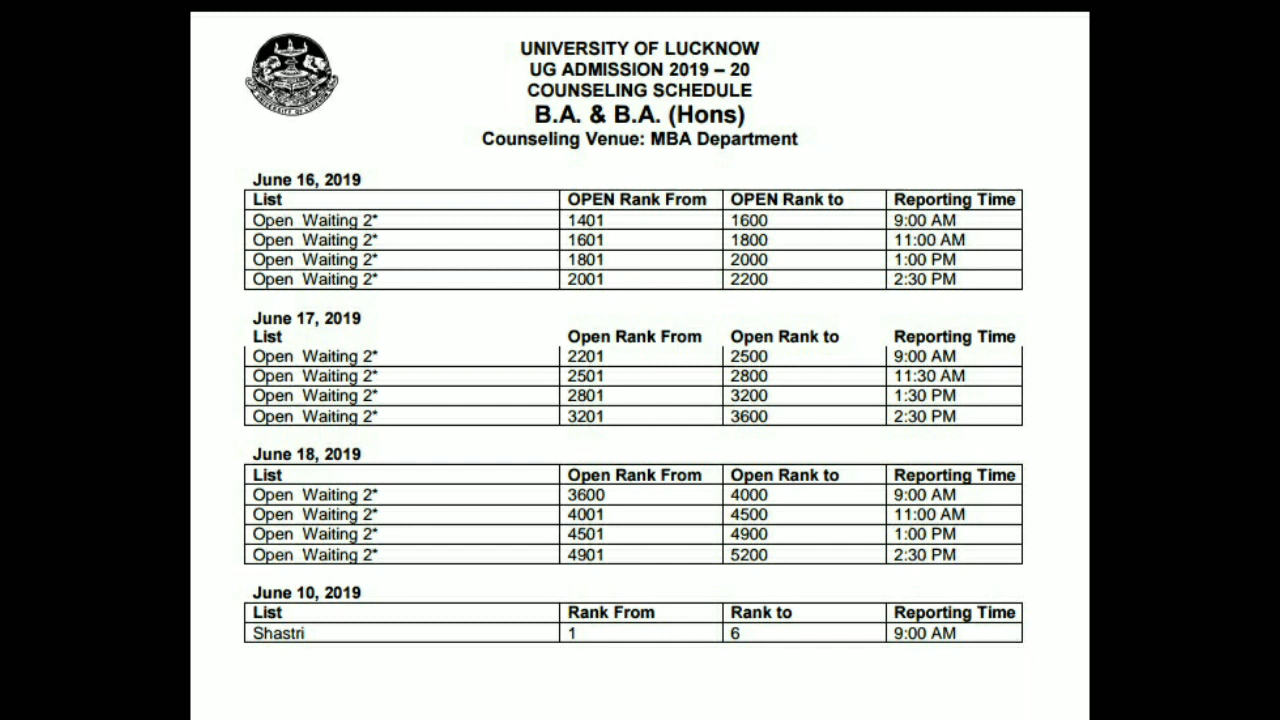 UNIVERSITY OF LUCKNOW
UG ADMISSION 2019 – 20
COUNSELING SCHEDULE
B.A. & B.A. (Hons)
Counseling Venue: MBA Department
UNIVERSITY OF LUCKNOW
June 16, 2019
List OPEN Rank From OPEN Rank to Reporting Time
Open Waiting 2* 1401 1600 9:00 AM
Open Waiting 2* 1601 1800 11:00 AM
Open Waiting 2* 1801 2000 1:00 PM
Open Waiting 2* 2001 2200 2:30 PM
June 17, 2019
List Open Rank From Open Rank to Reporting Time
Open Waiting 2* 2201 2500 9:00 AM
Open Waiting 2* 2501 2800 11:30 AM
Open Waiting 2* 2801 3200 1:30 PM
Open Waiting 2* 3201 3600 2:30 PM
June 18, 2019
List Open Rank From Open Rank to Reporting Time
Open Waiting 2* 3600 4000 9:00 AM
Open Waiting 2* 4001 4500 11:00 AM
Open Waiting 2* 4501 4900 1:00 PM
Open Waiting 2* 4901 5200 2:30 PM
June 10, 2019
List Rank From Rank to Reporting Time
Shastri 1 6 9:00 AM